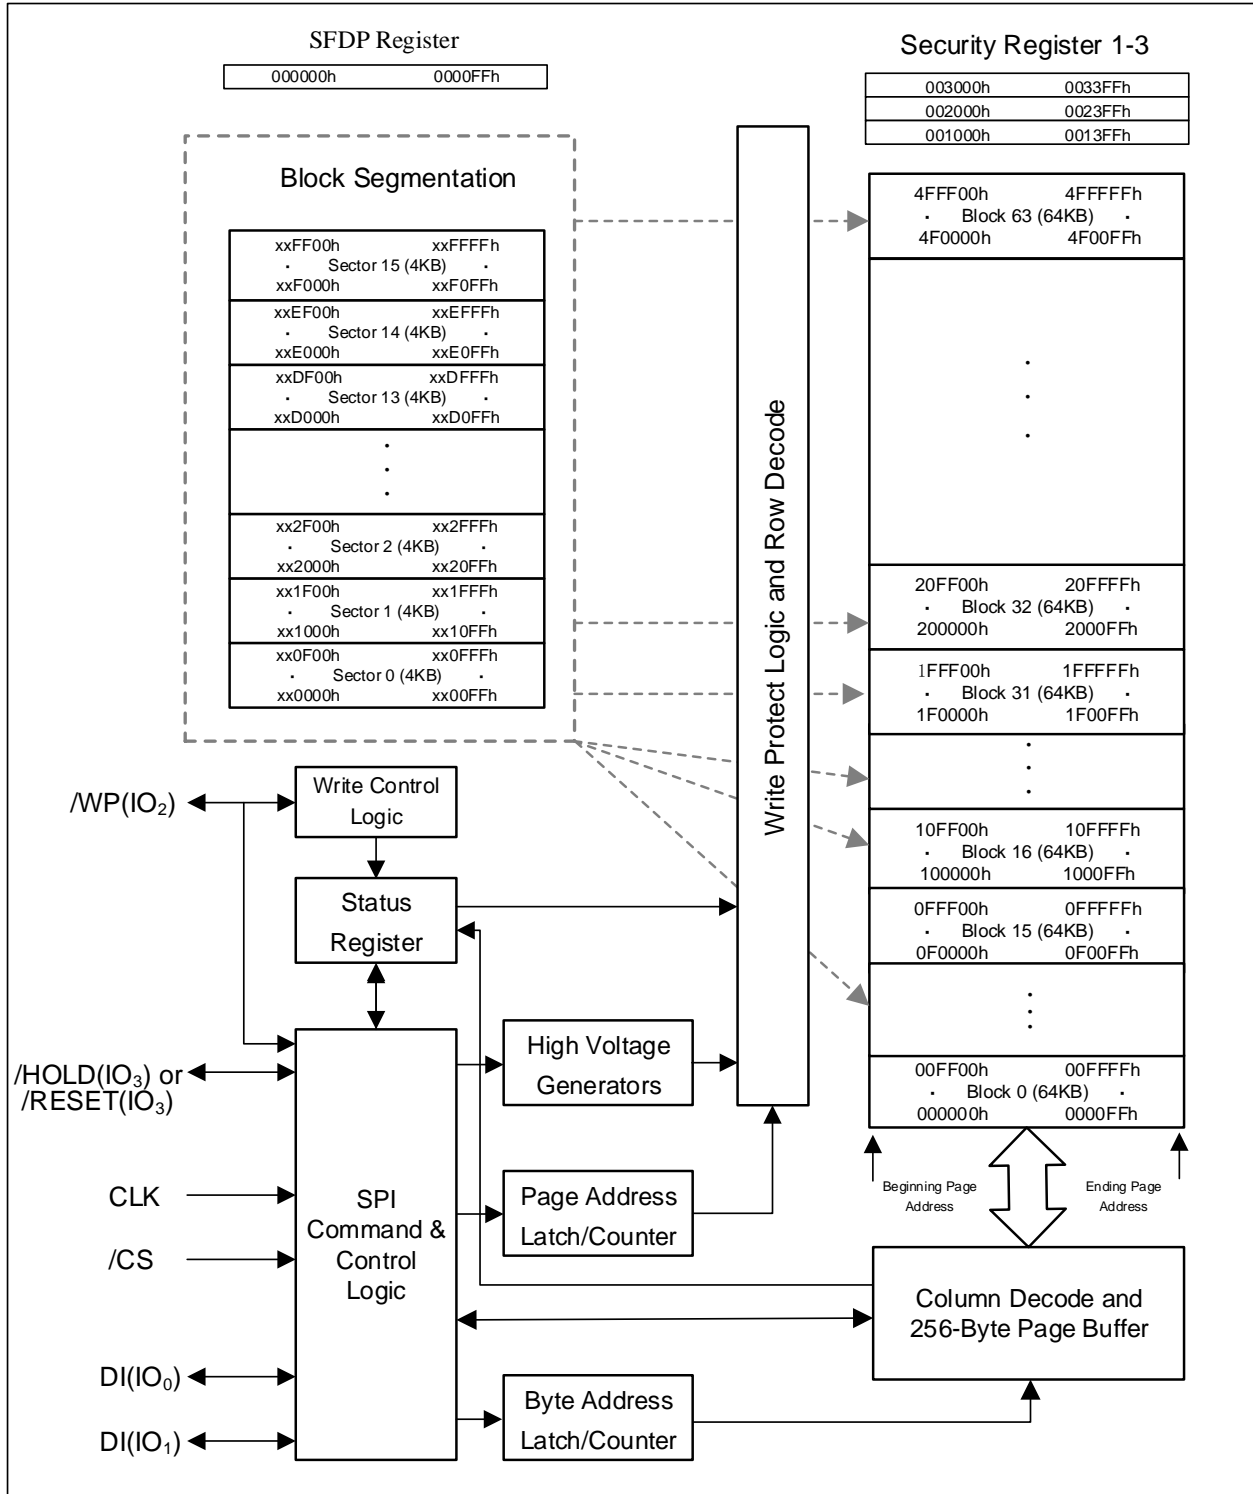 SFDP Register
000000h 0000FFh
Security Register 1-3
003000h 0033FFh
002000h 0023FFh
001000h 0013FFh
Block Segmentation
xxFF00h xxFFFFh
· Sector 15 (4KB) ·
xxF000h xxF0FFh
xxEF00h xxEFFFh
· Sector 14 (4KB) ·
xxE000h xxE0FFh
xxDF00h xxDFFFh
· Sector 13 (4KB) ·
xxD000h xxD0FFh
xx2F00h xx2FFFh
· Sector 2 (4KB) ·
xx2000h xx20FFh
xx1F00h xx1FFFh
· Sector 1 (4KB) ·
xx1000h xx10FFh
xx0F00h xx0FFFh
· Sector 0 (4KB) ·
xx0000h xx00FFh
Write Protect Logic and Row Decode
4FFF00h 4FFFFFh
· Block 63 (64KB) ·
4F0000h 4F00FFh
20FF00h 20FFFFh
· Block 32 (64KB) ·
200000h 2000FFh
1FFF00h 1FFFFFh
· Block 31 (64KB) ·
1F0000h 1F00FFh
10FF00h 10FFFFh
· Block 16 (64KB) ·
100000h 1000FFh
0FFF00h 0FFFFFh
· Block 15 (64KB) ·
0F0000h 0F00FFh
00FF00h 00FFFFh
· Block 0 (64KB) ·
000000h 0000FFh
Beginning Page
Address
Ending Page
Address
/WP(IO₂)
Write Control
Logic
Status
Register
/HOLD(IO₃) or
/RESET(IO₃)
High Voltage
Generators
CLK
/CS
SPI
Command &
Control
Logic
Page Address
Latch/Counter
Column Decode and
256-Byte Page Buffer
DI(IO₀)
DI(IO₁)
Byte Address
Latch/Counter